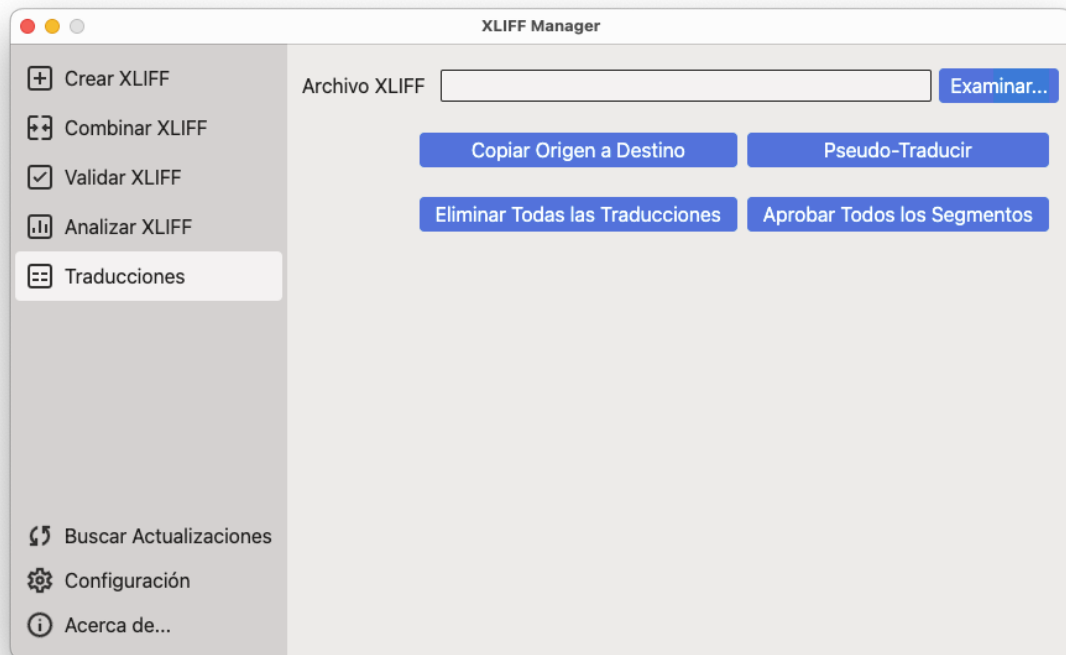 XLIFF Manager
Crear XLIFF
Combinar XLIFF
Validar XLIFF
Analizar XLIFF
Traducciones
Buscar Actualizaciones
Configuración
Acerca de...
Archivo XLIFF
Examinar...
Copiar Origen a Destino
Pseudo-Traducir
Eliminar Todas las Traducciones
Aprobar Todos los Segmentos